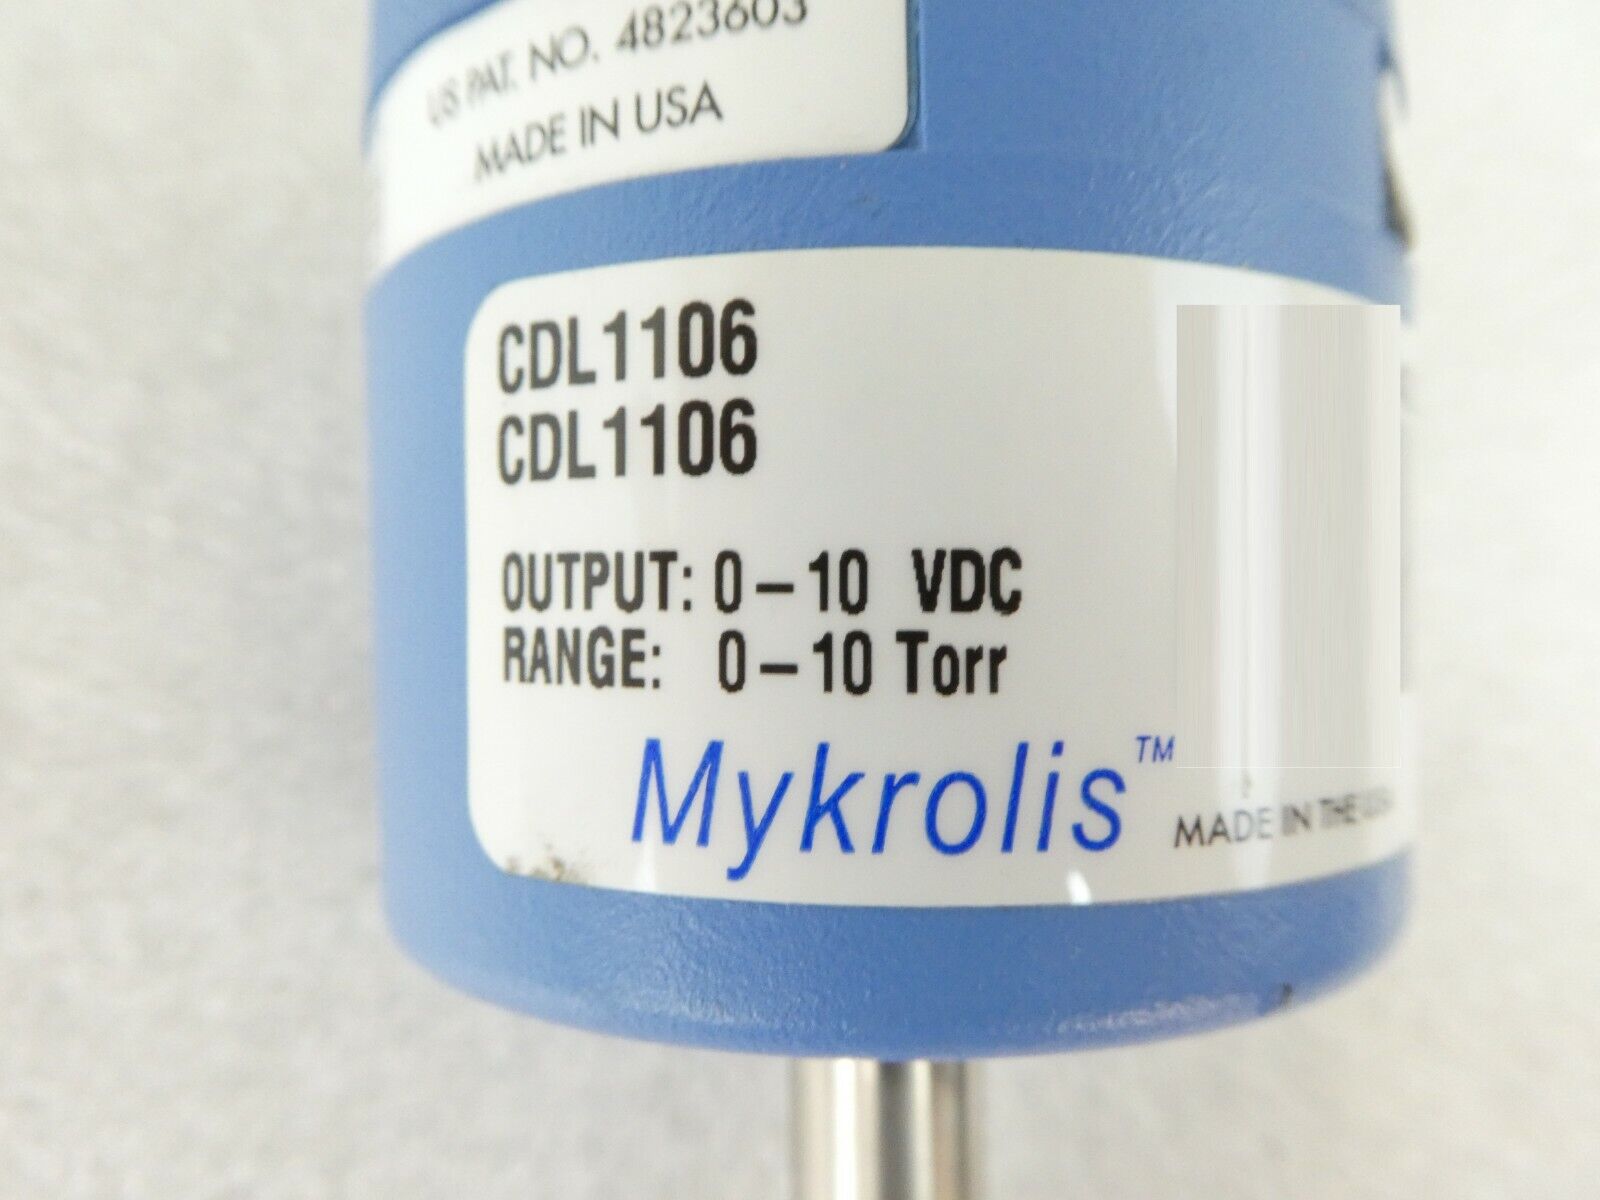 US PAT. NO. 4823603
MADE IN USA
CDL1106
CDL1106
OUTPUT: 0-10 VDC
RANGE: 0-10 Torr
Mykrolis™
MADE IN THE USA